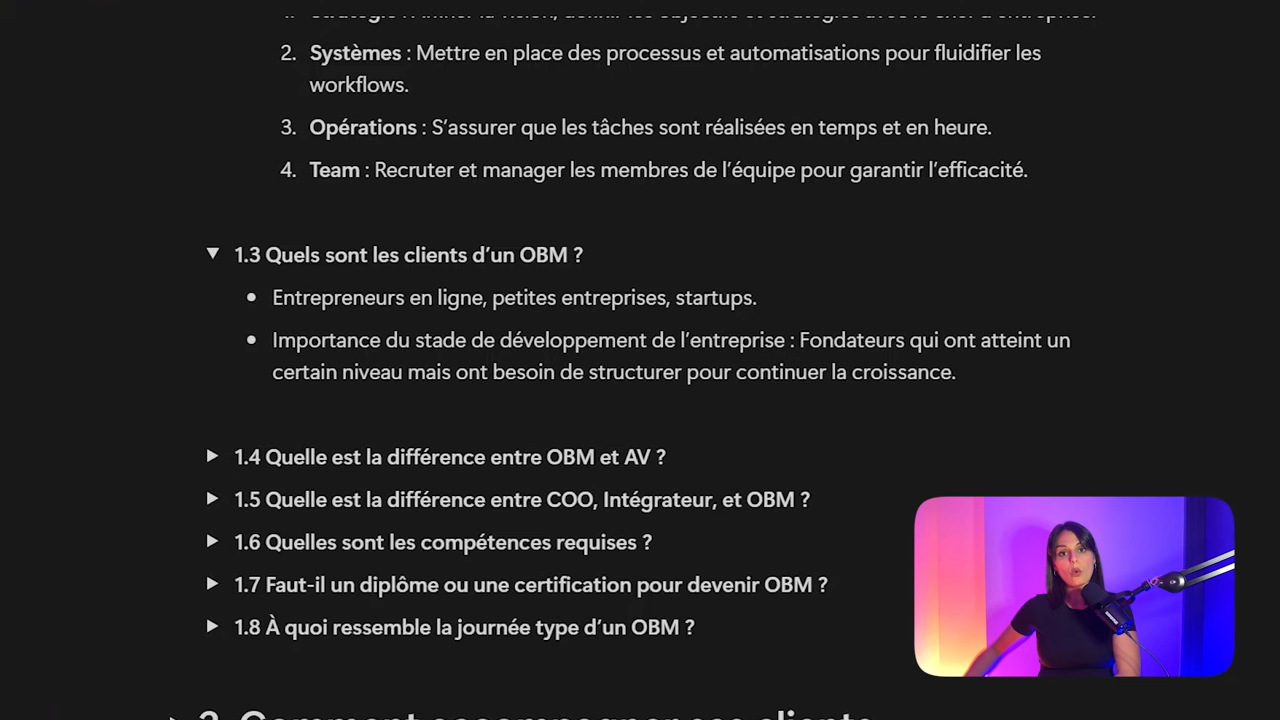 2. Systèmes : Mettre en place des processus et automatisations pour fluidifier les
workflows.
3. Opérations : S’assurer que les tâches sont réalisées en temps et en heure.
4. Team : Recruter et manager les membres de l’équipe pour garantir l’efficacité.
1.3 Quels sont les clients d’un OBM ?
Entrepreneurs en ligne, petites entreprises, startups.
Importance du stade de développement de l’entreprise : Fondateurs qui ont atteint un
certain niveau mais ont besoin de structurer pour continuer la croissance.
1.4 Quelle est la différence entre OBM et AV ?
1.5 Quelle est la différence entre COO, Intégrateur, et OBM ?
1.6 Quelles sont les compétences requises ?
1.7 Faut-il un diplôme ou une certification pour devenir OBM ?
1.8 À quoi ressemble la journée type d’un OBM ?